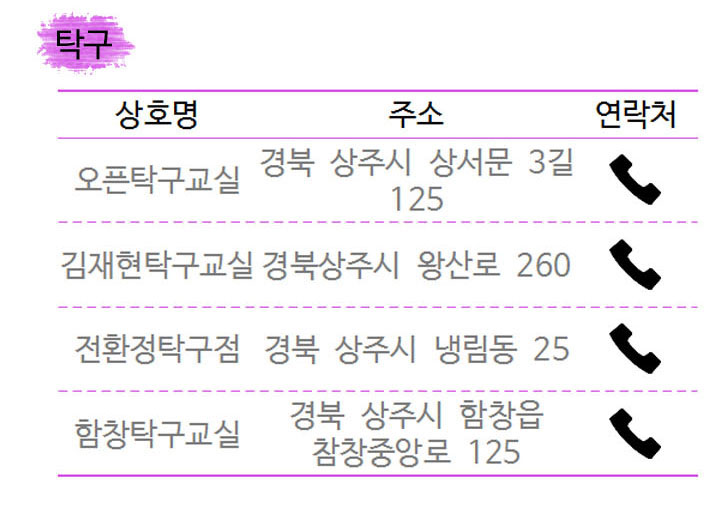 탁구
상호명 주소 연락처
오픈탁구교실 경북 상주시 상서문 3길
125
김재현탁구교실 경북상주시 왕산로 260
전환정탁구점 경북 상주시 냉림동 25
함창탁구교실 경북 상주시 함창읍
참창중앙로 125